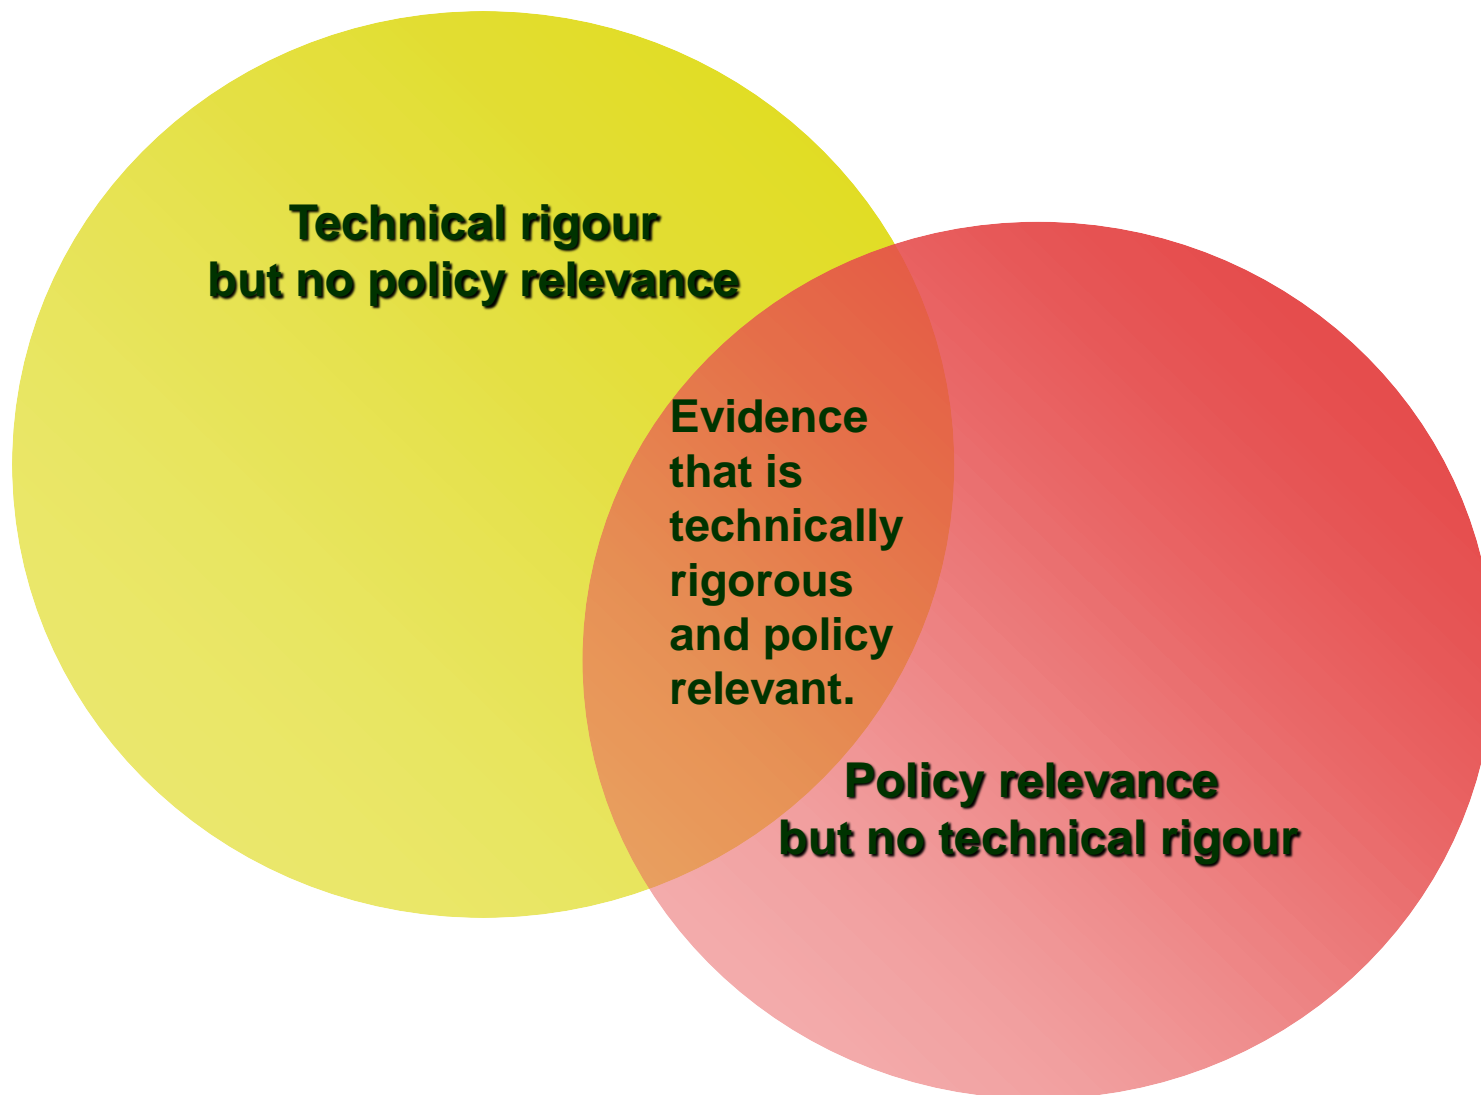 Technical rigour
but no policy relevance
Evidence
that is
technically
rigorous
and policy
relevant.
Policy relevance
but no technical rigour